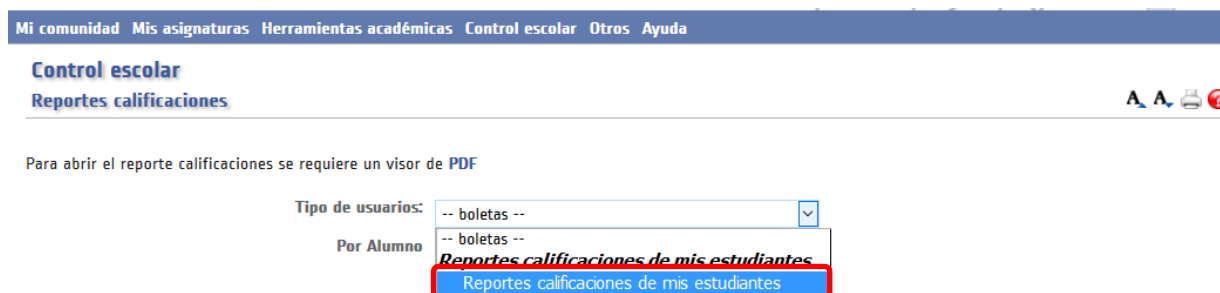 Mi comunidad Mis asignaturas Herramientas académicas Control escolar Otros Ayuda
Control escolar
Reportes calificaciones
A A
Para abrir el reporte calificaciones se requiere un visor de PDF
Tipo de usuarios: -- boletas --
Por Alumno -- boletas --
Reportes calificaciones de mis estudiantes
Reportes calificaciones de mis estudiantes